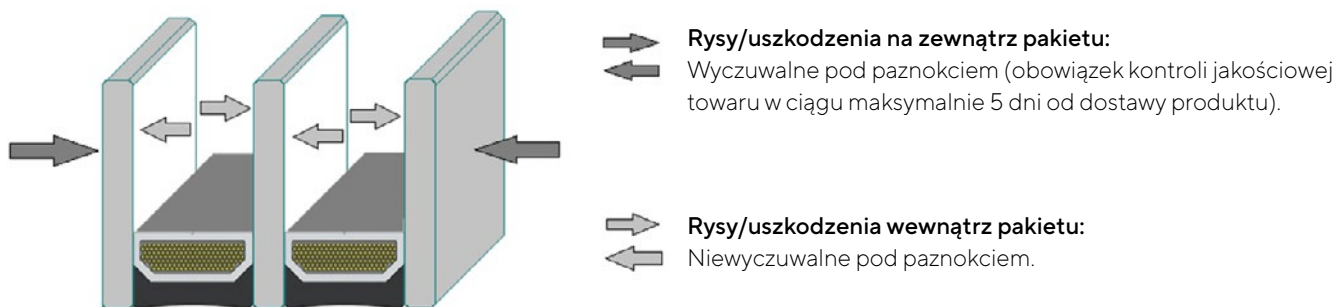 Rysy/uszkodzenia na zewnątrz pakietu:
Wyczuwalne pod paznokciem (obowiązek kontroli jakościowej
towaru w ciągu maksymalnie 5 dni od dostawy produktu).
Rysy/uszkodzenia wewnątrz pakietu:
Niewyczuwalne pod paznokciem.